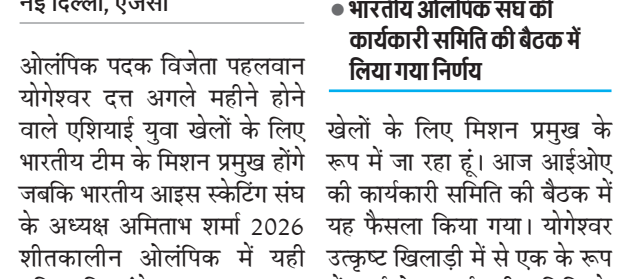 नई दिल्ली, एजेंसी
ओलंपिक पदक विजेता पहलवान
योगेश्वर दत्त अगले महीने होने
वाले एशियाई युवा खेलों के लिए
भारतीय टीम के मिशन प्रमुख होंगे
जबकि भारतीय आइस स्केटिंग संघ
के अध्यक्ष अमिताभ शर्मा 2026
शीतकालीन ओलंपिक में यही
● भारतीय ओलंपिक संघ की
कार्यकारी समिति की बैठक में
लिया गया निर्णय
खेलों के लिए मिशन प्रमुख के
रूप में जा रहा हूं। आज आईओए
की कार्यकारी समिति की बैठक में
यह फैसला किया गया। योगेश्वर
उत्कृष्ट खिलाड़ी में से एक के रूप